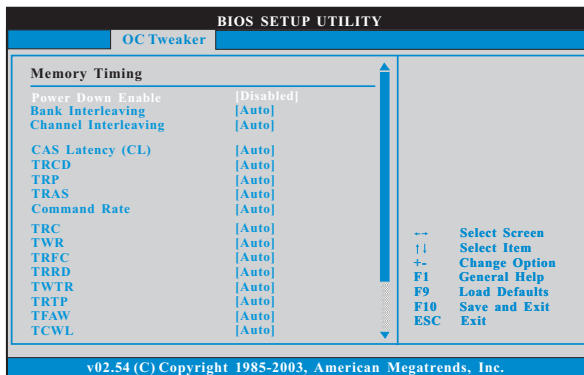 BIOS SETUP UTILITY
OC Tweaker
Memory Timing
Power Down Enable [Disabled]
Bank Interleaving [Auto]
Channel Interleaving [Auto]
CAS Latency (CL) [Auto]
TRCD [Auto]
TRP [Auto]
TRAS [Auto]
Command Rate [Auto]
TRC [Auto]
TWR [Auto]
TRFC [Auto]
TRRD [Auto]
TWTR [Auto]
TRTP [Auto]
TFAW [Auto]
TCWL [Auto]
←→ Select Screen
↑↓ Select Item
+- Change Option
F1 General Help
F9 Load Defaults
F10 Save and Exit
ESC Exit
v02.54 (C) Copyright 1985-2003, American Megatrends, Inc.